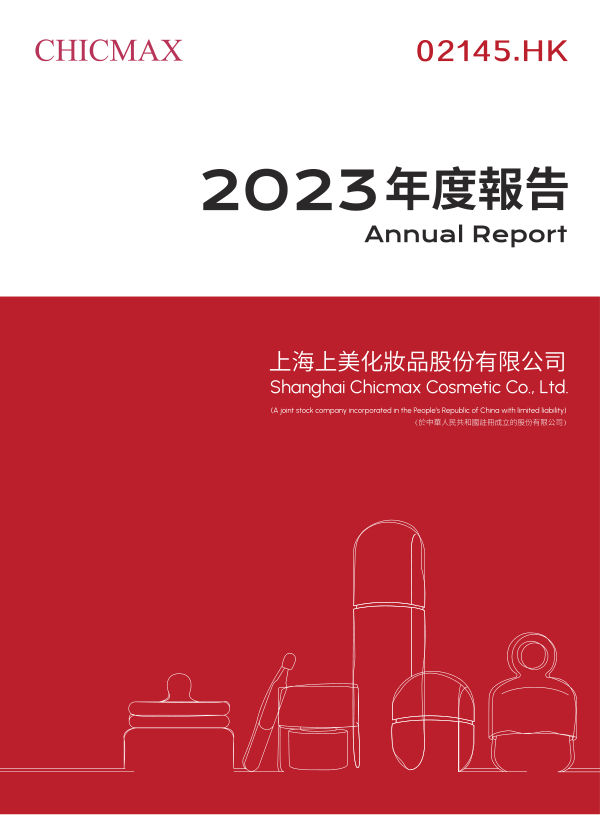 CHICMAX
02145.HK
2023年度報告
Annual Report
上海上美化妝品股份有限公司
Shanghai Chicmax Cosmetic Co., Ltd.
(A joint stock company incorporated in the People's Republic of China with limited liability)
(於中華人民共和國註冊成立的股份有限公司)